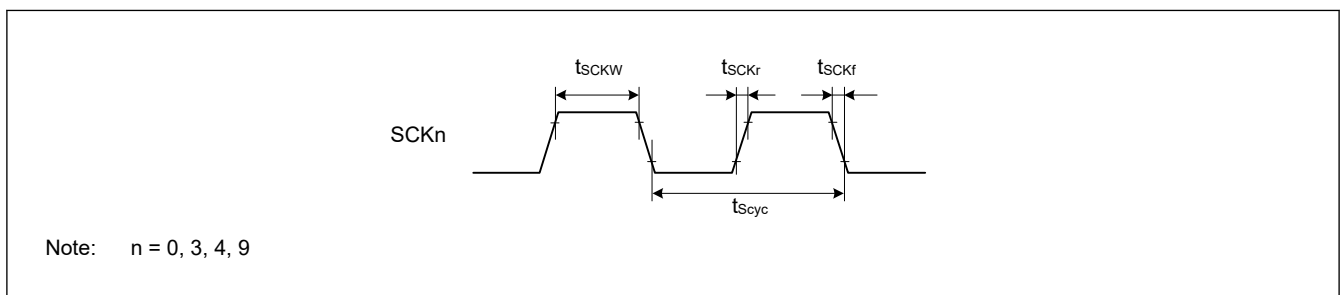 tSCKW tSCKr tSCKf
SCKn
tScyc
Note: n = 0, 3, 4, 9